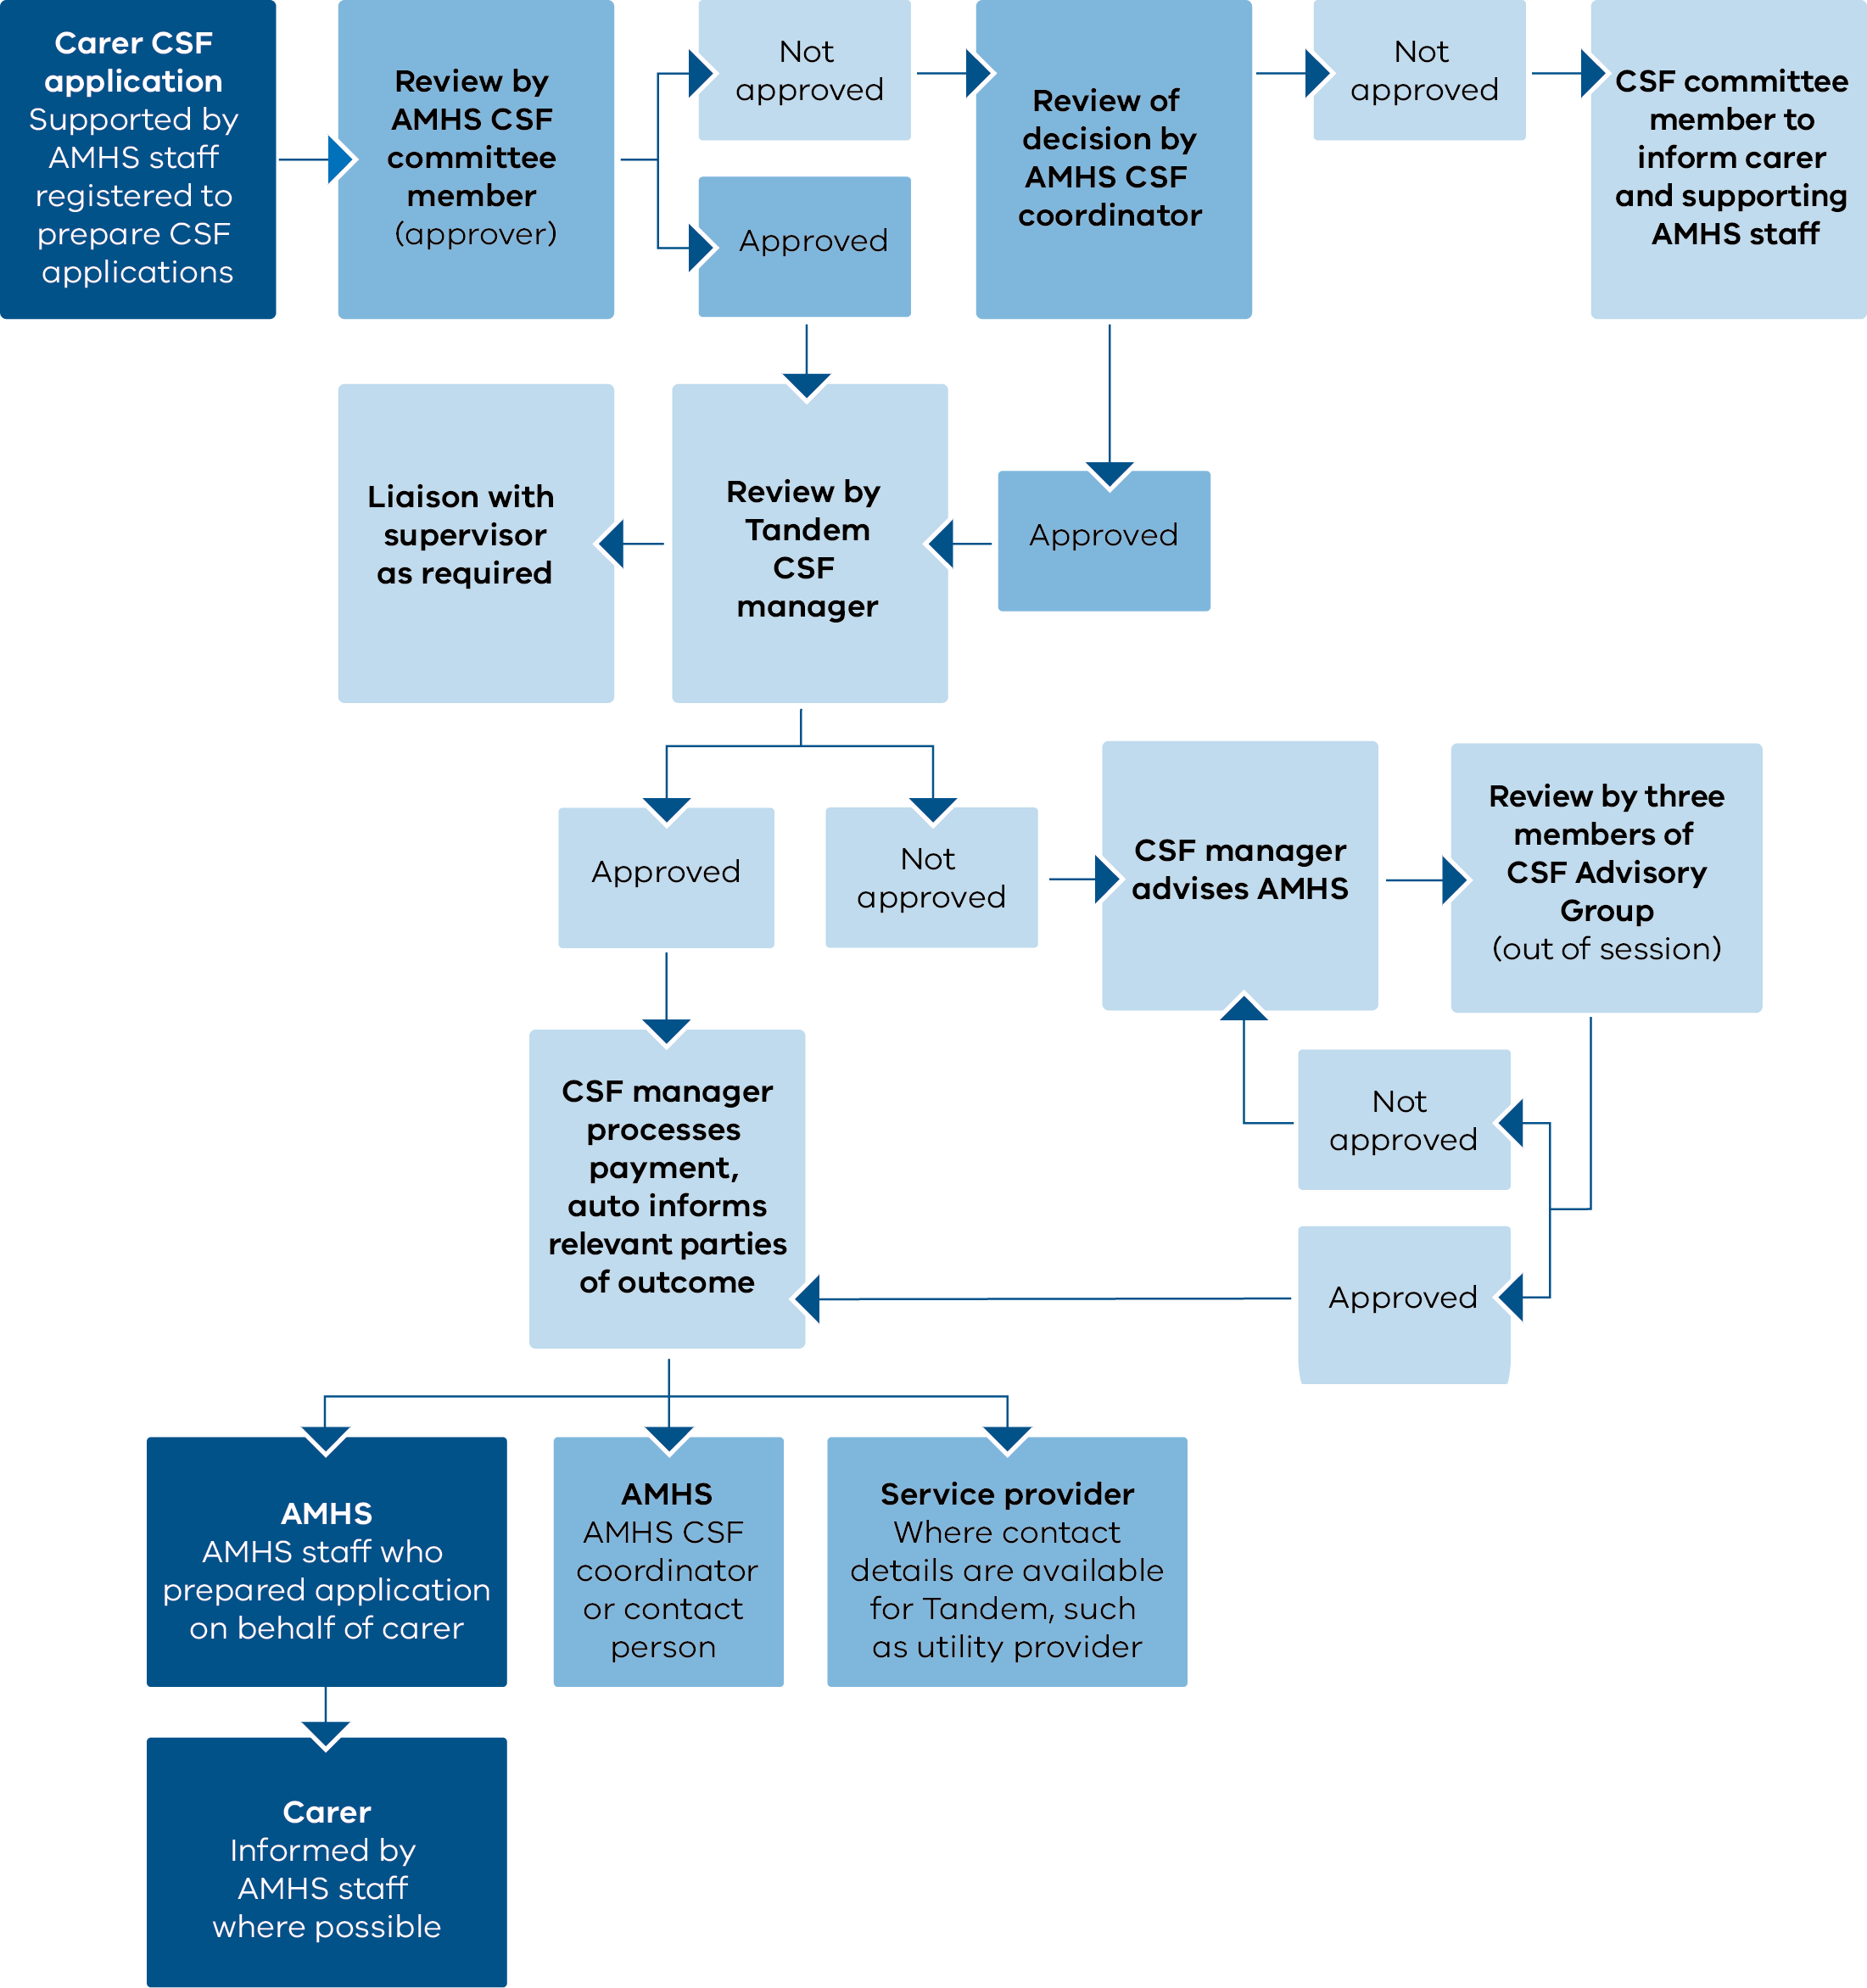 Carer CSF
application
Supported by
AMHS staff
registered to
prepare CSF
applications
Review by
AMHS CSF
committee
member
(approver)
Not
approved
Approved
Review of
decision by
AMHS CSF
coordinator
Not
approved
CSF committee
member to
inform carer
and supporting
AMHS staff
Liaison with
supervisor
as required
Review by
Tandem
CSF
manager
Approved
Approved
Not
approved
CSF manager
advises AMHS
Review by three
members of
CSF Advisory
Group
(out of session)
CSF manager
processes
payment,
auto informs
relevant parties
of outcome
Not
approved
Approved
AMHS
AMHS staff who
prepared application
on behalf of carer
AMHS
AMHS CSF
coordinator
or contact
person
Service provider
Where contact
details are available
for Tandem, such
as utility provider
Carer
Informed by
AMHS staff
where possible